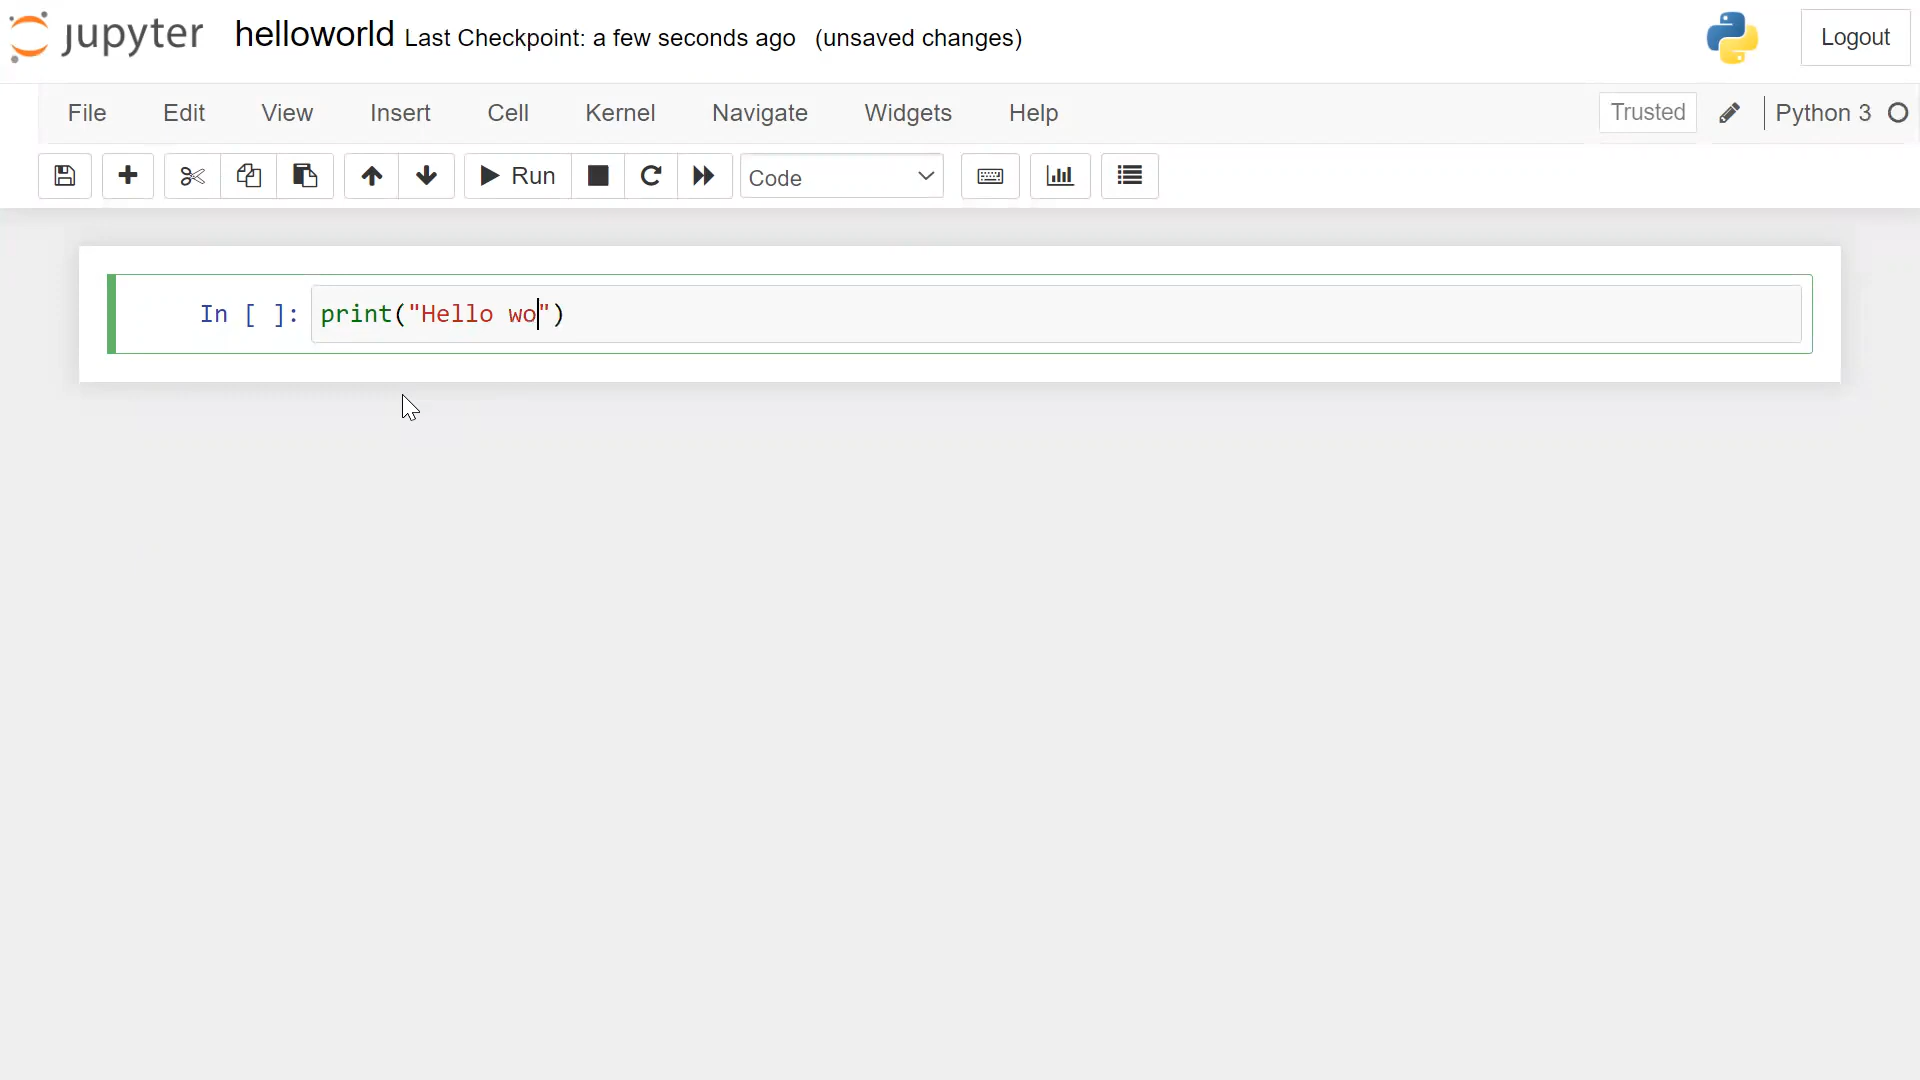 jupyter helloworld Last Checkpoint: a few seconds ago (unsaved changes) Logout
File Edit View Insert Cell Kernel Navigate Widgets Help Trusted Python 3
Run Code
In [ ]: print("Hello wo")